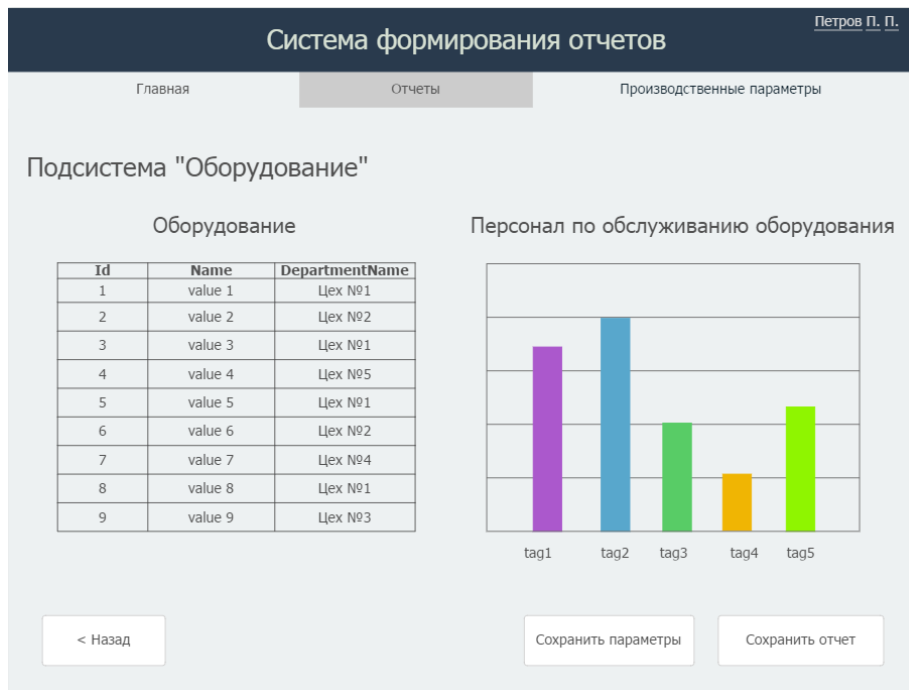 Петров П. П.
Система формирования отчетов
Главная Отчеты Производственные параметры
Подсистема "Оборудование"
Оборудование
Id Name DepartmentName
1 value 1 Цех №1
2 value 2 Цех №2
3 value 3 Цех №1
4 value 4 Цех №5
5 value 5 Цех №1
6 value 6 Цех №2
7 value 7 Цех №4
8 value 8 Цех №1
9 value 9 Цех №3
Персонал по обслуживанию оборудования
tag1 tag2 tag3 tag4 tag5
< Назад Сохранить параметры Сохранить отчет